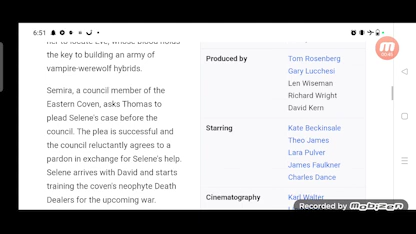 6:51
her to locate Eve, whose blood holds
the key to building an army of
vampire-werewolf hybrids.
Semira, a council member of the
Eastern Coven, asks Thomas to
plead Selene's case before the
council. The plea is successful and
the council reluctantly agrees to a
pardon in exchange for Selene's help.
Selene arrives with David and starts
training the coven's neophyte Death
Dealers for the upcoming war.
Produced by
Tom Rosenberg
Gary Lucchesi
Len Wiseman
Richard Wright
David Kern
Starring
Kate Beckinsale
Theo James
Lara Pulver
James Faulkner
Charles Dance
Cinematography
Karl Walter
Recorded by MOBIZEN